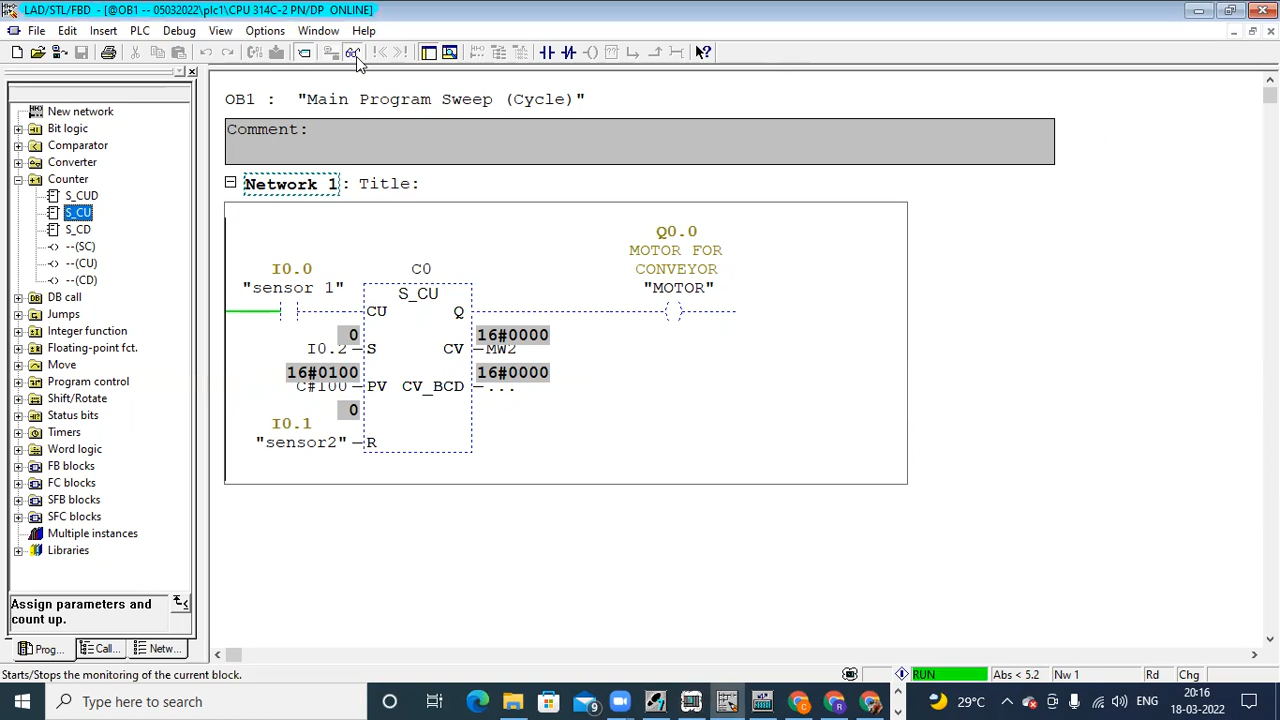 LAD/STL/FBD - [@OB1 -- 05032022\plc1\CPU 314C-2 PN/DP ONLINE]
File Edit Insert PLC Debug View Options Window Help
New network
Bit logic
Comparator
Converter
Counter
S_CUD
S_CU
S_CD
--(SC)
--(CU)
--(CD)
DB call
Jumps
Integer function
Floating-point fct.
Move
Program control
Shift/Rotate
Status bits
Timers
Word logic
FB blocks
FC blocks
SFB blocks
SFC blocks
Multiple instances
Libraries
Assign parameters and
count up.
Prog... Call... Netw...
OB1 : "Main Program Sweep (Cycle)"
Comment:
Network 1: Title:
Q0.0
MOTOR FOR
CONVEYOR
"MOTOR"
I0.0
"sensor 1"
C0
S_CU
CU Q
0 16#0000
I0.2 S CV MW2
16#0100 16#0000
C#100 PV CV_BCD ...
0
I0.1
"sensor2" R
Starts/Stops the monitoring of the current block.
RUN Abs < 5.2 Nw 1 Rd Chg
Type here to search
9
29°C ENG
20:16
18-03-2022